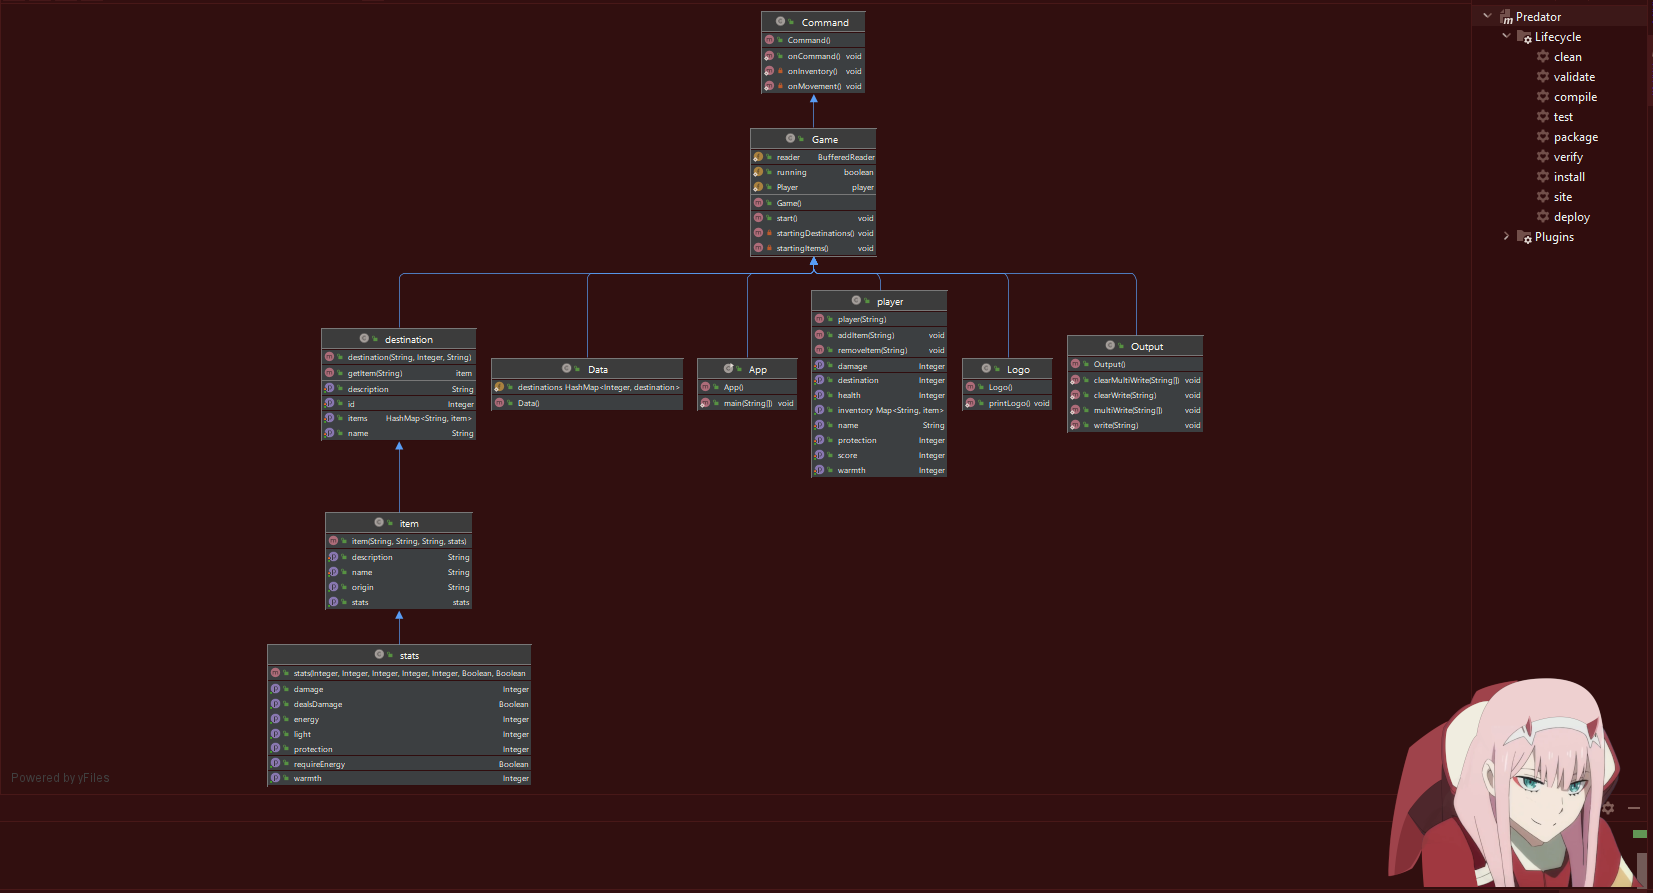 Command
Command()
onCommand() void
onInventory() void
onMovement() void
Game
reader BufferedReader
running boolean
Player player
Game()
start() void
startingDestinations() void
startingItems() void
destination
destination(String, Integer, String)
getItem(String) item
description String
id Integer
items HashMap<String, item>
name String
Data
destinations HashMap<Integer, destination>
Data()
App
App()
main(String[]) void
player
player(String)
addItem(String) void
removeItem(String) void
damage Integer
destination Integer
health Integer
inventory Map<String, item>
name String
protection Integer
score Integer
warmth Integer
Logo
Logo()
printLogo() void
Output
Output()
clearMultiWrite(String[]) void
clearWrite(String) void
multiWrite(String[]) void
write(String) void
item
item(String, String, String, stats)
description String
name String
origin String
stats stats
stats
stats(Integer, Integer, Integer, Integer, Integer, Boolean, Boolean
damage Integer
dealsDamage Boolean
energy Integer
light Integer
protection Integer
requireEnergy Boolean
warmth Integer
Powered by yFiles
Predator
Lifecycle
clean
validate
compile
test
package
verify
install
site
deploy
Plugins